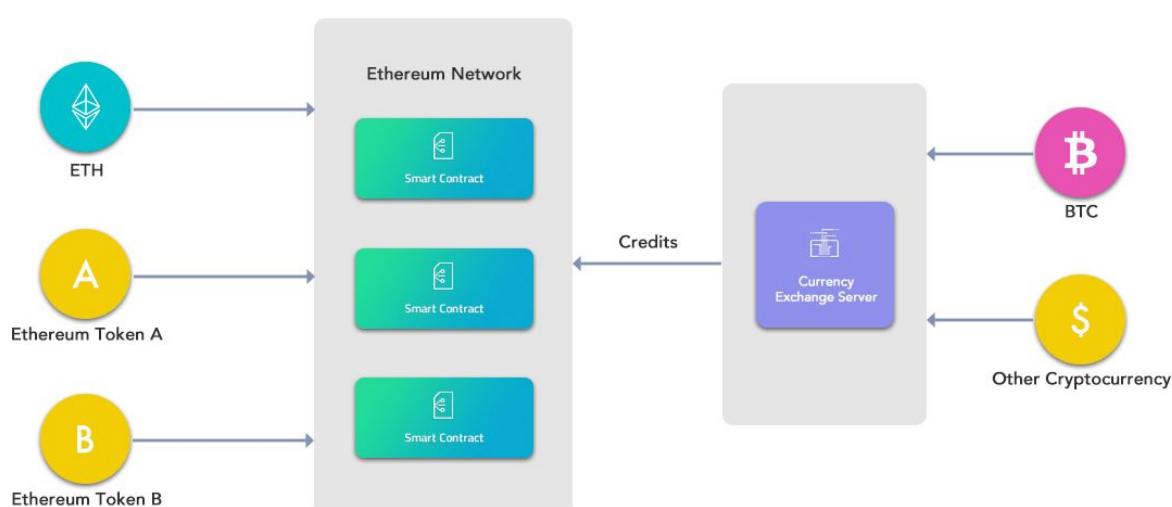 Ethereum Network
ETH
Smart Contract
A
Ethereum Token A
Smart Contract
B
Ethereum Token B
Smart Contract
Credits
Currency
Exchange Server
BTC
$
Other Cryptocurrency